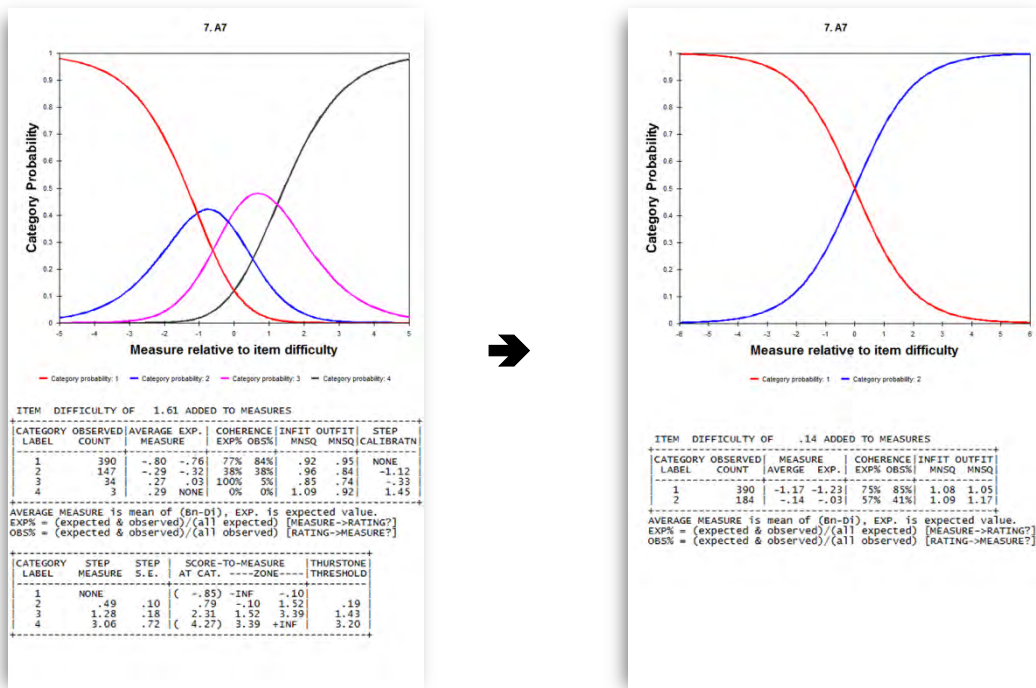 7. A7
Category Probability
1
0.9
0.8
0.7
0.6
0.5
0.4
0.3
0.2
0.1
0
-5 -4 -3 -2 -1 0 1 2 3 4 5
Measure relative to item difficulty
Category probability: 1 Category probability: 2 Category probability: 3 Category probability: 4
ITEM DIFFICULTY OF 1.61 ADDED TO MEASURES
|CATEGORY OBSERVED|AVERAGE EXP.| COHERENCE|INFIT OUTFIT| STEP
| LABEL COUNT | MEASURE | EXP% OBS%| MNSQ MNSQ|CALIBRATN|
| 1 390 | -.80 -.76| 77% 84%| .92 .95| NONE
| 2 147 | -.29 -.32| 38% 38%| .96 .84| -1.12
| 3 34 | .27 .03| 100% 5%| .85 .74| -.33
| 4 3 | .29 NONE| 0% 0%| 1.09 .92| 1.45
AVERAGE MEASURE is mean of (Bn-Di), EXP. is expected value.
EXP% = (expected & observed)/(all expected) [MEASURE->RATING?]
OBS% = (expected & observed)/(all observed) [RATING->MEASURE?]
|CATEGORY STEP STEP | SCORE-TO-MEASURE |THURSTONE|
| LABEL MEASURE S.E. | AT CAT. ----ZONE----|THRESHOLD|
| 1 NONE |( -.85) -INF -.10|
| 2 .49 .10 | .79 -.10 1.52| .19
| 3 1.28 .18 | 2.31 1.52 3.39| 1.43
| 4 3.06 .72 |( 4.27) 3.39 +INF | 3.20
7. A7
Category Probability
1
0.9
0.8
0.7
0.6
0.5
0.4
0.3
0.2
0.1
0
-6 -5 -4 -3 -2 -1 0 1 2 3 4 5 6
Measure relative to item difficulty
Category probability: 1 Category probability: 2
ITEM DIFFICULTY OF .14 ADDED TO MEASURES
|CATEGORY OBSERVED| MEASURE | COHERENCE|INFIT OUTFIT|
| LABEL COUNT |AVERGE EXP.| EXP% OBS%| MNSQ MNSQ|
| 1 390 | -1.17 -1.23| 75% 85%| 1.08 1.05|
| 2 184 | -.14 -.03| 57% 41%| 1.09 1.17|
AVERAGE MEASURE is mean of (Bn-Di), EXP. is expected value.
EXP% = (expected & observed)/(all expected) [MEASURE->RATING?]
OBS% = (expected & observed)/(all observed) [RATING->MEASURE?]